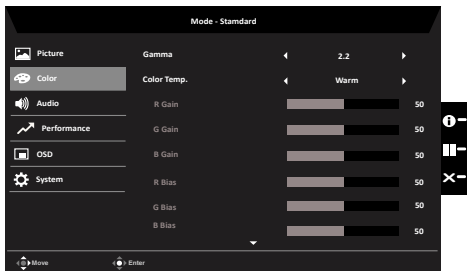 Mode - Standard
Picture
Gamma 2.2
Color
Color Temp. Warm
Audio
R Gain 50
Performance
G Gain 50
OSD
B Gain 50
System
R Bias 50
G Bias 50
B Bias 50
Move Enter